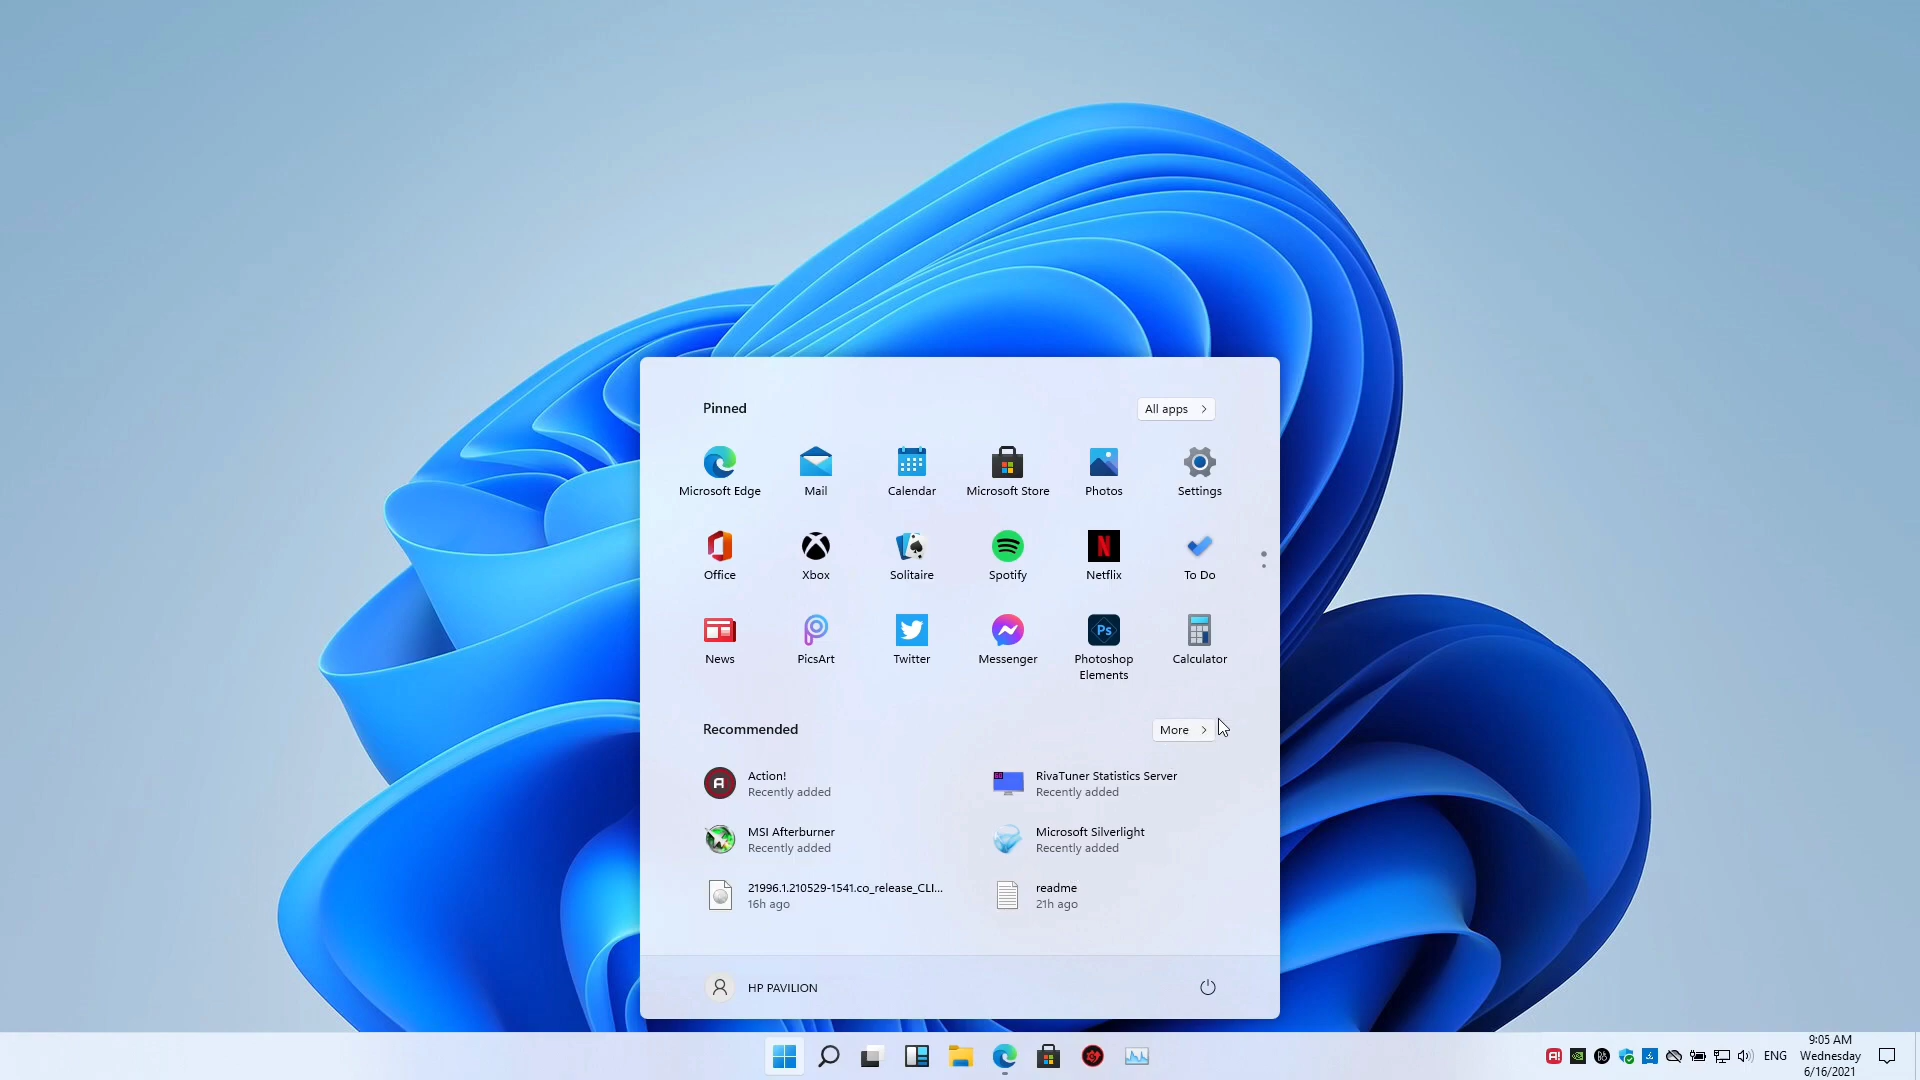 Pinned
All apps
Microsoft Edge
Mail
Calendar
Microsoft Store
Photos
Settings
Office
Xbox
Solitaire
Spotify
Netflix
To Do
News
PicsArt
Twitter
Messenger
Photoshop
Elements
Calculator
Recommended
More
Action!
Recently added
RivaTuner Statistics Server
Recently added
MSI Afterburner
Recently added
Microsoft Silverlight
Recently added
21996.1.210529-1541.co_release_CLI...
16h ago
readme
21h ago
HP PAVILION
ENG
9:05 AM
Wednesday
6/16/2021